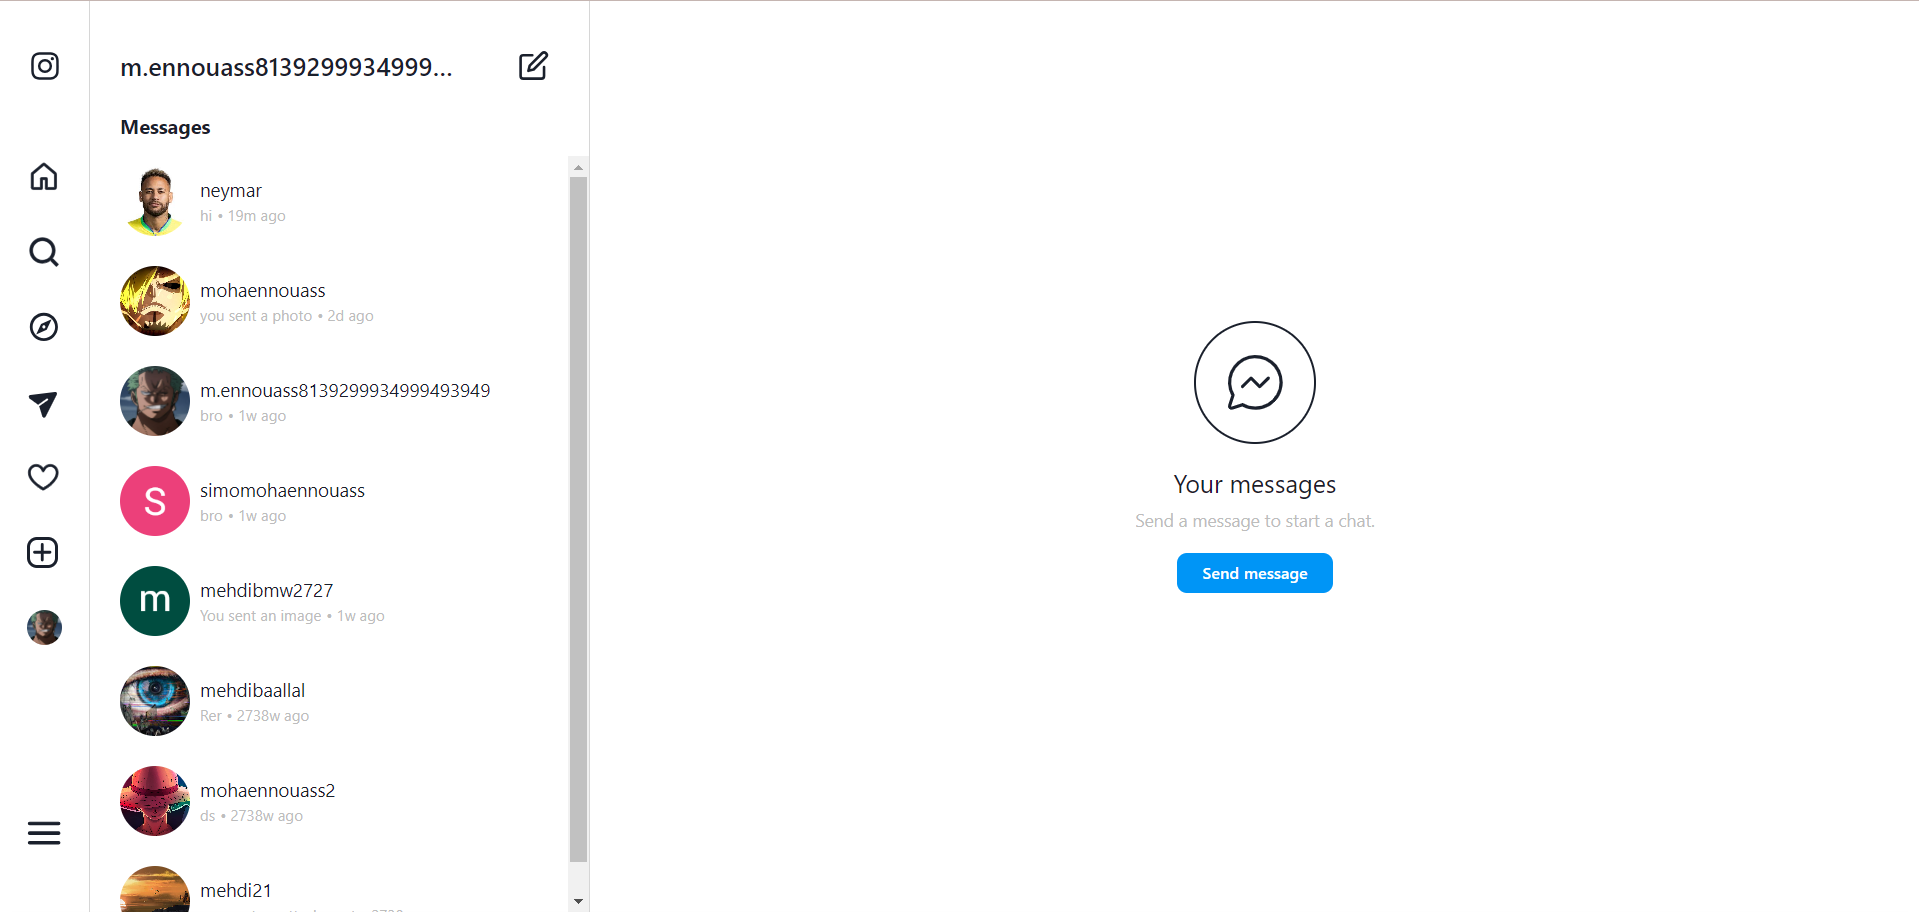 m.ennouass8139299934999...
Messages
neymar
hi • 19m ago
mohaennouass
you sent a photo • 2d ago
m.ennouass8139299934999493949
bro • 1w ago
S
simomohaennouass
bro • 1w ago
m
mehdibmw2727
You sent an image • 1w ago
mehdibaallal
Rer • 2738w ago
mohaennouass2
ds • 2738w ago
mehdi21
Your messages
Send a message to start a chat.
Send message